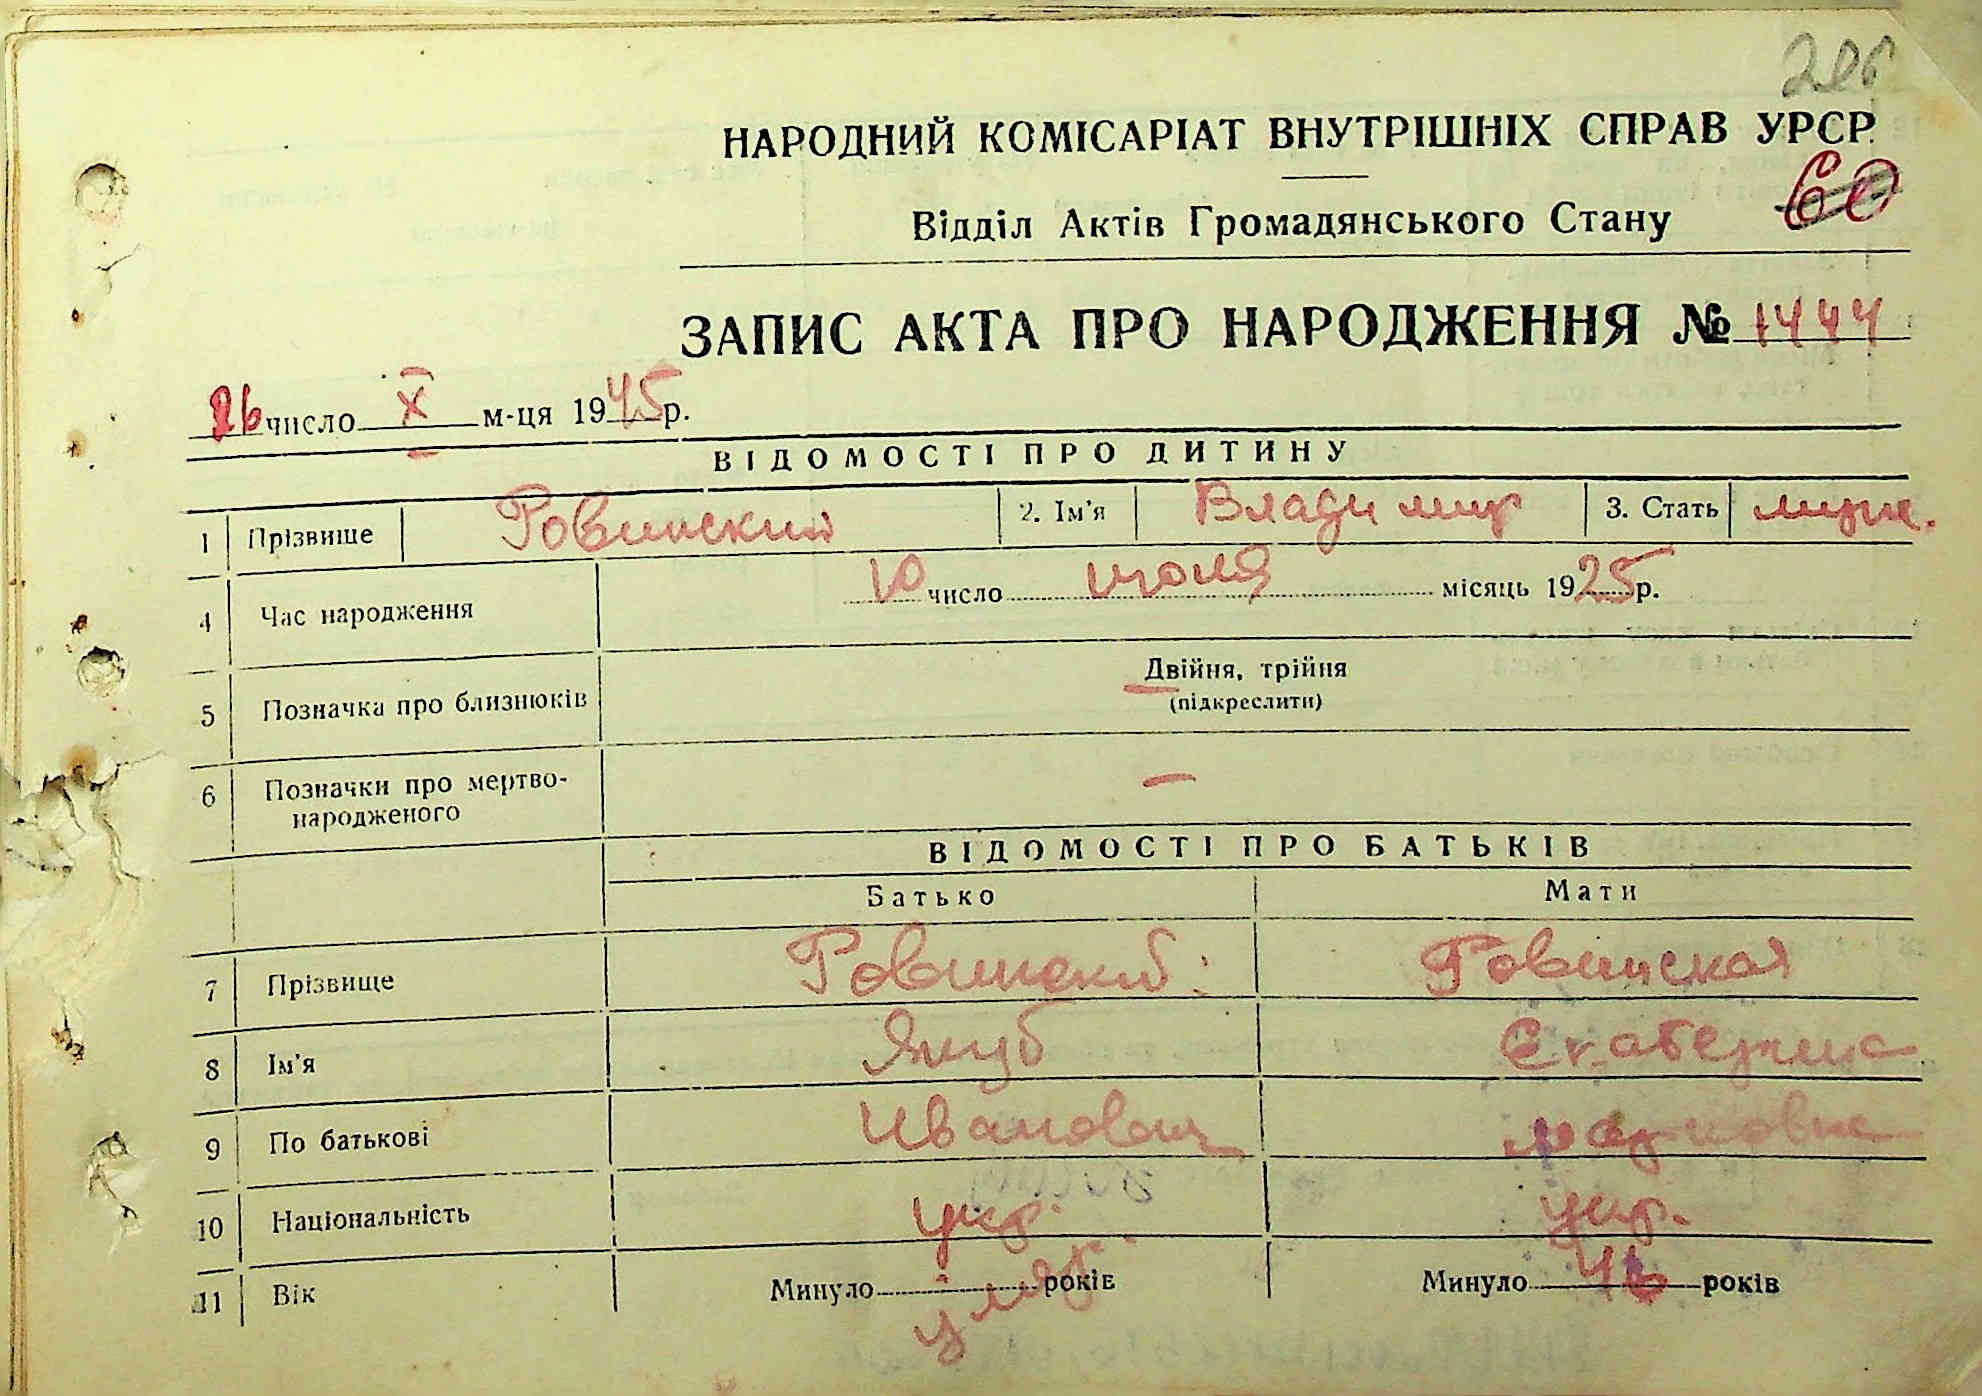 206
НАРОДНИЙ КОМІСАРІАТ ВНУТРІШНІХ СПРАВ УРСР
60
Відділ Актів Громадянського Стану
ЗАПИС АКТА ПРО НАРОДЖЕННЯ № 1444
26 число X м-ця 1945 р.
ВІДОМОСТІ ПРО ДИТИНУ
1 Прізвище Ровинский 2. Ім'я Владимир 3. Стать муж.
4 Час народження 10 число июля місяць 1925 р.
5 Позначка про близнюків Двійня, трійня
(підкреслити)
—
6 Позначки про мертво-
народженого —
ВІДОМОСТІ ПРО БАТЬКІВ
Батько Мати
7 Прізвище Ровинский Ровинская
8 Ім'я Якуб
9 По батькові Иванович Марковна
10 Національність укр. укр.
11 Вік Минуло років Минуло 46 років
умер